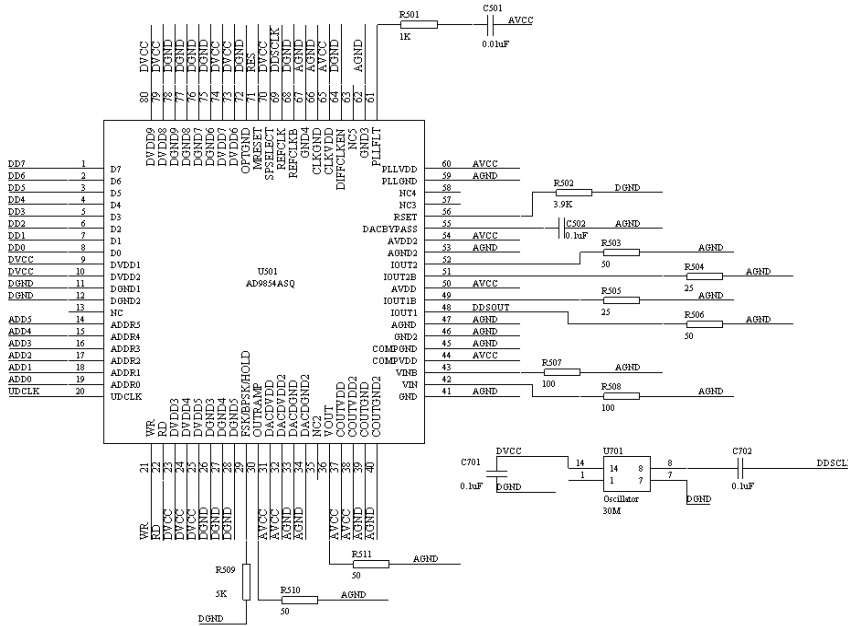 R501
1K
C501
0.01uF
AVCC
DVCC
DVCC
DGND
DGND
DGND
DGND
DVCC
DVCC
DGND
RES
DVCC
DDSCLK
DGND
AGND
AGND
AVCC
DGND
AGND
80
79
78
77
76
75
74
73
72
71
70
69
68
67
66
65
64
63
62
61
DVDD9
DVDD8
DGND9
DGND8
DGND7
DGND6
DVDD7
DVDD6
OPTGND
MRESET
SPSELECT
REFCLK
REFCLKB
GND4
CLKGND
CLKVDD
DIFFCLKEN
NC5
GND3
PLLFLT
DD7 1 D7
DD6 2 D6
DD5 3 D5
DD4 4 D4
DD3 5 D3
DD2 6 D2
DD1 7 D1
DD0 8 D0
DVCC 9 DVDD1
DVCC 10 DVDD2
DGND 11 DGND1
DGND 12 DGND2
13 NC
ADD5 14 ADDR5
ADD4 15 ADDR4
ADD3 16 ADDR3
ADD2 17 ADDR2
ADD1 18 ADDR1
ADD0 19 ADDR0
UDCLK 20 UDCLK
U501
AD9854ASQ
PLLVDD 60 AVCC
PLLGND 59 AGND
NC4 58
NC3 57
RSET 56
DACBYPASS 55
AVDD2 54 AVCC
AGND2 53 AGND
IOUT2 52
IOUT2B 51
AVDD 50 AVCC
IOUT1B 49
IOUT1 48 DDSOUT
AGND 47 AGND
GND2 46 AGND
COMPGND 45 AGND
COMPVDD 44 AVCC
VINB 43
VIN 42
GND 41 AGND
R502 DGND
3.9K
C502 AGND
0.1uF
R503 AGND
50
R504 AGND
25
R505 AGND
25
R506 AGND
50
R507 AGND
100
R508 AGND
100
WR
RD
DVDD3
DVDD4
DVDD5
DGND3
DGND4
DGND5
FSK/BPSK/HOLD
OUTRAMP
DACDVDD
DACDVDD2
DACDGND
DACDGND2
NC2
VOUT
COUTVDD
COUTVDD2
COUTGND
COUTGND2
21
22
23
24
25
26
27
28
29
30
31
32
33
34
35
36
37
38
39
40
WR
RD
DVCC
DVCC
DVCC
DGND
DGND
DGND
AVCC
AVCC
AGND
AGND
AVCC
AVCC
AGND
AGND
R509
5K
DGND
R510 AGND
50
R511 AGND
50
C701
0.1uF
DVCC
DGND
U701
14 14 8 8
1 1 7 7
Oscillator
30M
DGND
C702
0.1uF
DDSCLK